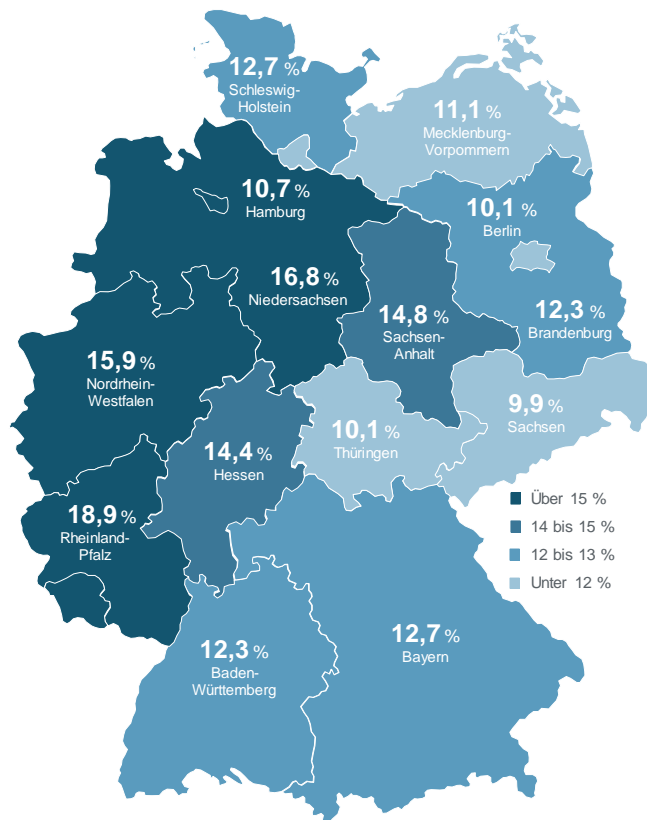 12,7 %
Schleswig-
Holstein
11,1 %
Mecklenburg-
Vorpommern
10,7 %
Hamburg
10,1 %
Berlin
16,8 %
Niedersachsen
14,8 %
Sachsen-
Anhalt
12,3 %
Brandenburg
15,9 %
Nordrhein-
Westfalen
9,9 %
Sachsen
14,4 %
Hessen
10,1 %
Thüringen
18,9 %
Rheinland-
Pfalz
Über 15 %
14 bis 15 %
12 bis 13 %
Unter 12 %
12,3 %
Baden-
Württemberg
12,7 %
Bayern